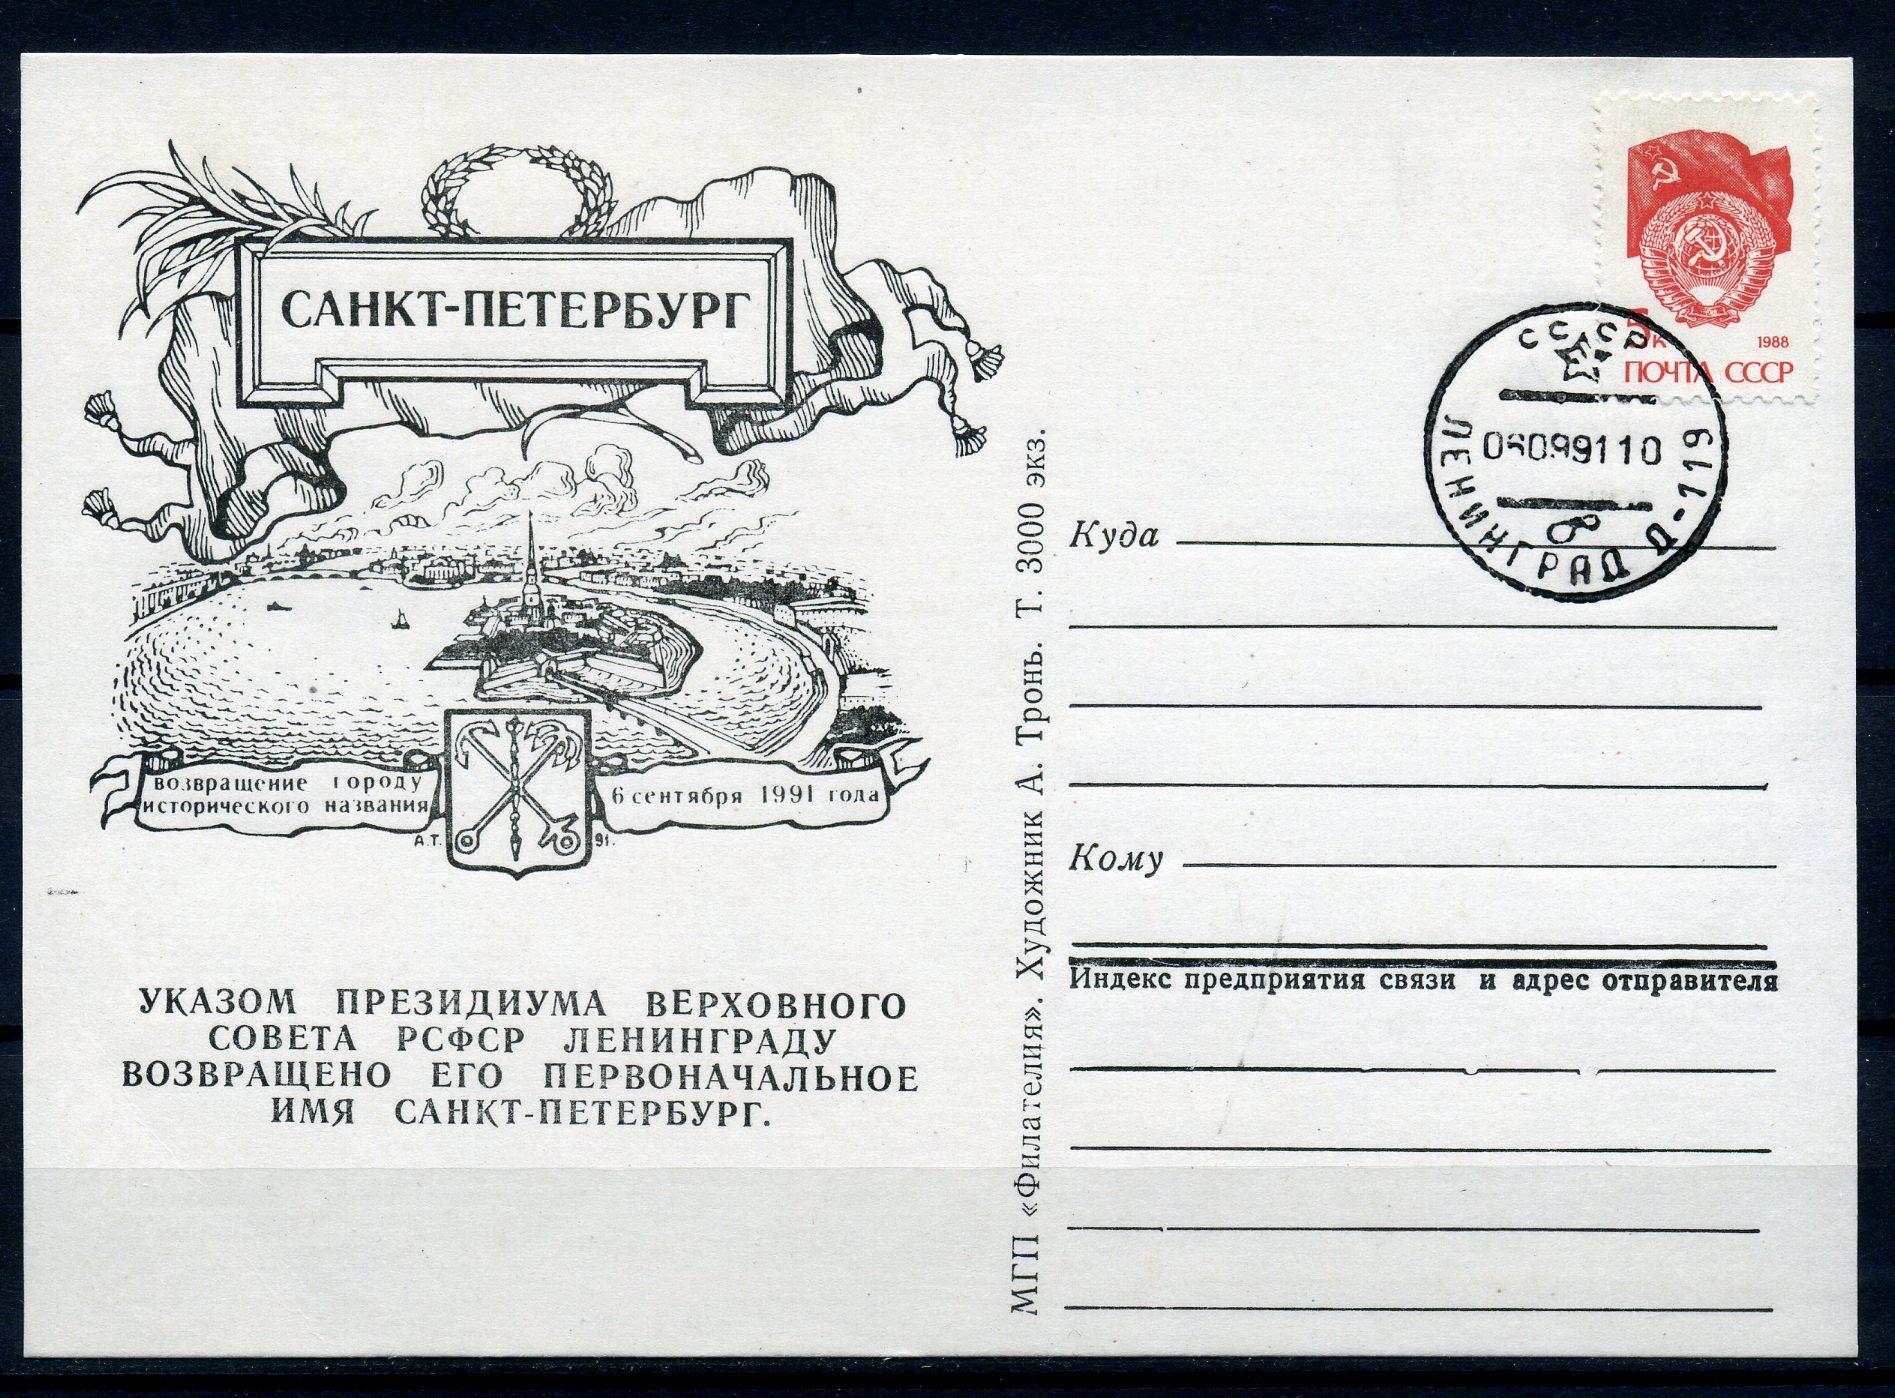 САНКТ-ПЕТЕРБУРГ
возвращение городу
исторического названия
6 сентября 1991 года
А.Т.
91.
УКАЗОМ ПРЕЗИДИУМА ВЕРХОВНОГО
СОВЕТА РСФСР ЛЕНИНГРАДУ
ВОЗВРАЩЕНО ЕГО ПЕРВОНАЧАЛЬНОЕ
ИМЯ САНКТ-ПЕТЕРБУРГ.
МГП «Филателия». Художник А. Тронь. Т. 3000 экз.
5 к
1988
ПОЧТА СССР
СССР
06099110
ЛЕНИНГРАД Д-119
в
Куда
Кому
Индекс предприятия связи и адрес отправителя